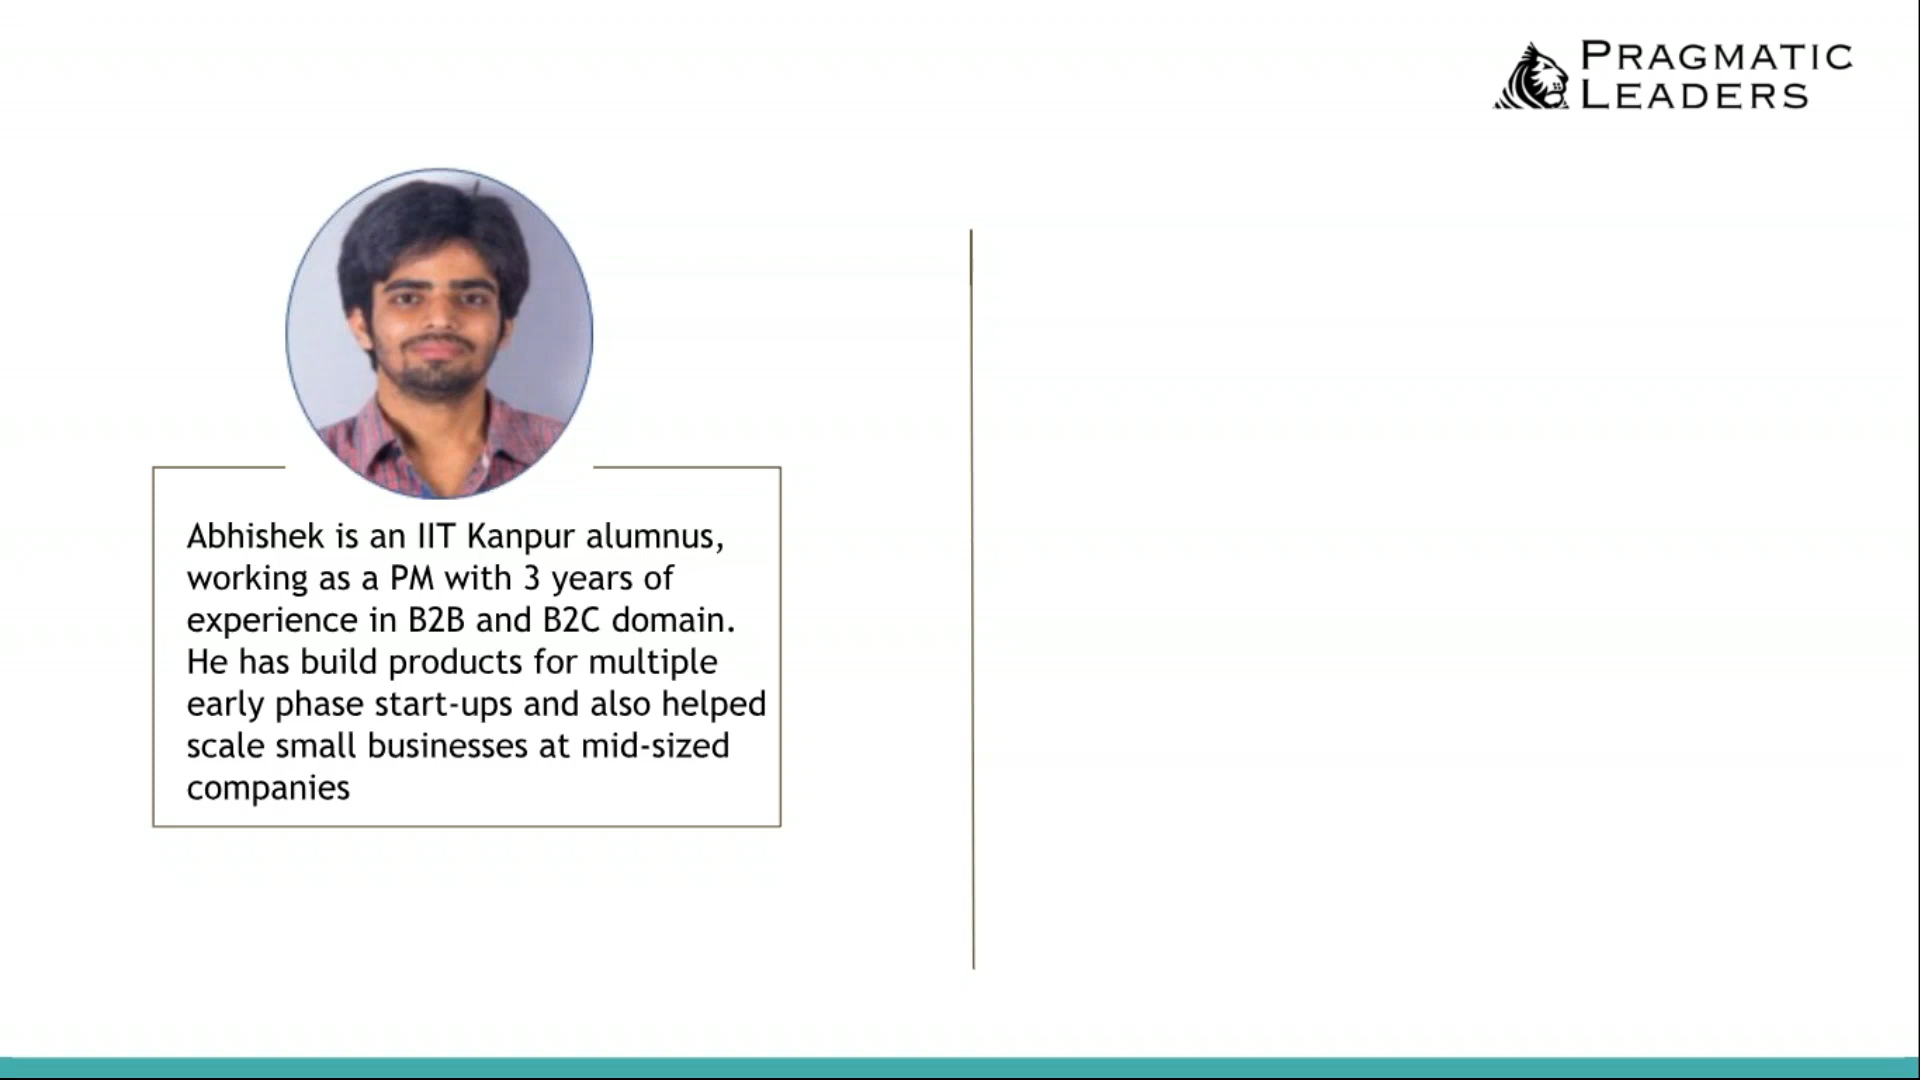 PRAGMATIC
LEADERS
Abhishek is an IIT Kanpur alumnus,
working as a PM with 3 years of
experience in B2B and B2C domain.
He has build products for multiple
early phase start-ups and also helped
scale small businesses at mid-sized
companies